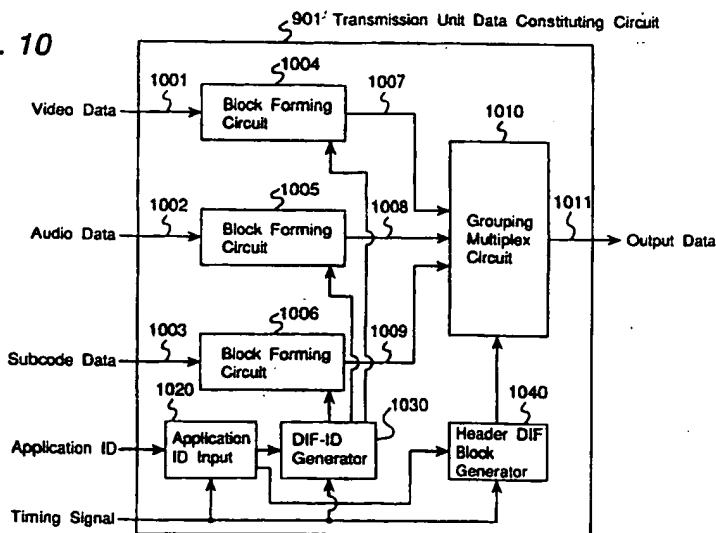 . 10
901' Transmission Unit Data Constituting Circuit
1004
1001
1007
Video Data
Block Forming
Circuit
1010
1005
1002
1008
1011
Audio Data
Block Forming
Circuit
Grouping
Multiplex
Circuit
Output Data
1006
1003
1009
Subcode Data
Block Forming
Circuit
1020
1030
1040
Application ID
Application
ID Input
DIF-ID
Generator
Header DIF
Block
Generator
Timing Signal